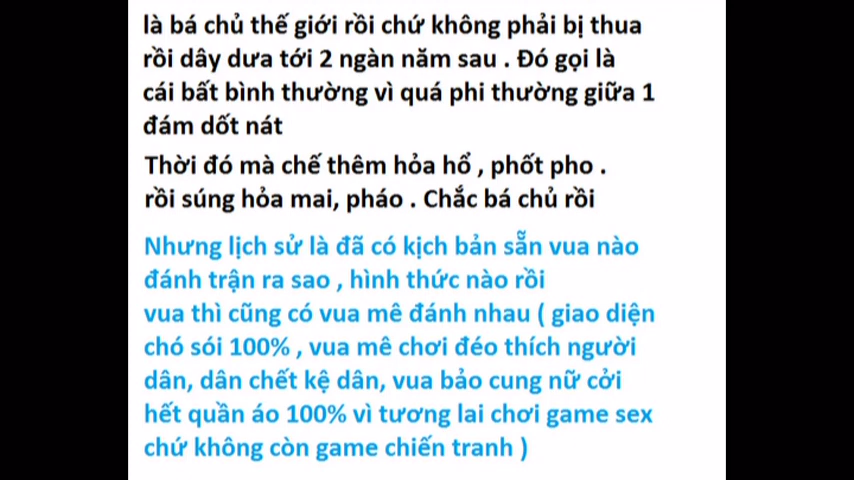 là bá chủ thế giới rồi chứ không phải bị thua
rồi dây dưa tới 2 ngàn năm sau . Đó gọi là
cái bất bình thường vì quá phi thường giữa 1
đám dốt nát
Thời đó mà chế thêm hỏa hổ , phốt pho .
rồi súng hỏa mai, pháo . Chắc bá chủ rồi
Nhưng lịch sử là đã có kịch bản sẵn vua nào
đánh trận ra sao , hình thức nào rồi
vua thì cũng có vua mê đánh nhau ( giao diện
chó sói 100% , vua mê chơi đéo thích người
dân, dân chết kệ dân, vua bảo cung nữ cởi
hết quần áo 100% vì tương lai chơi game sex
chứ không còn game chiến tranh )